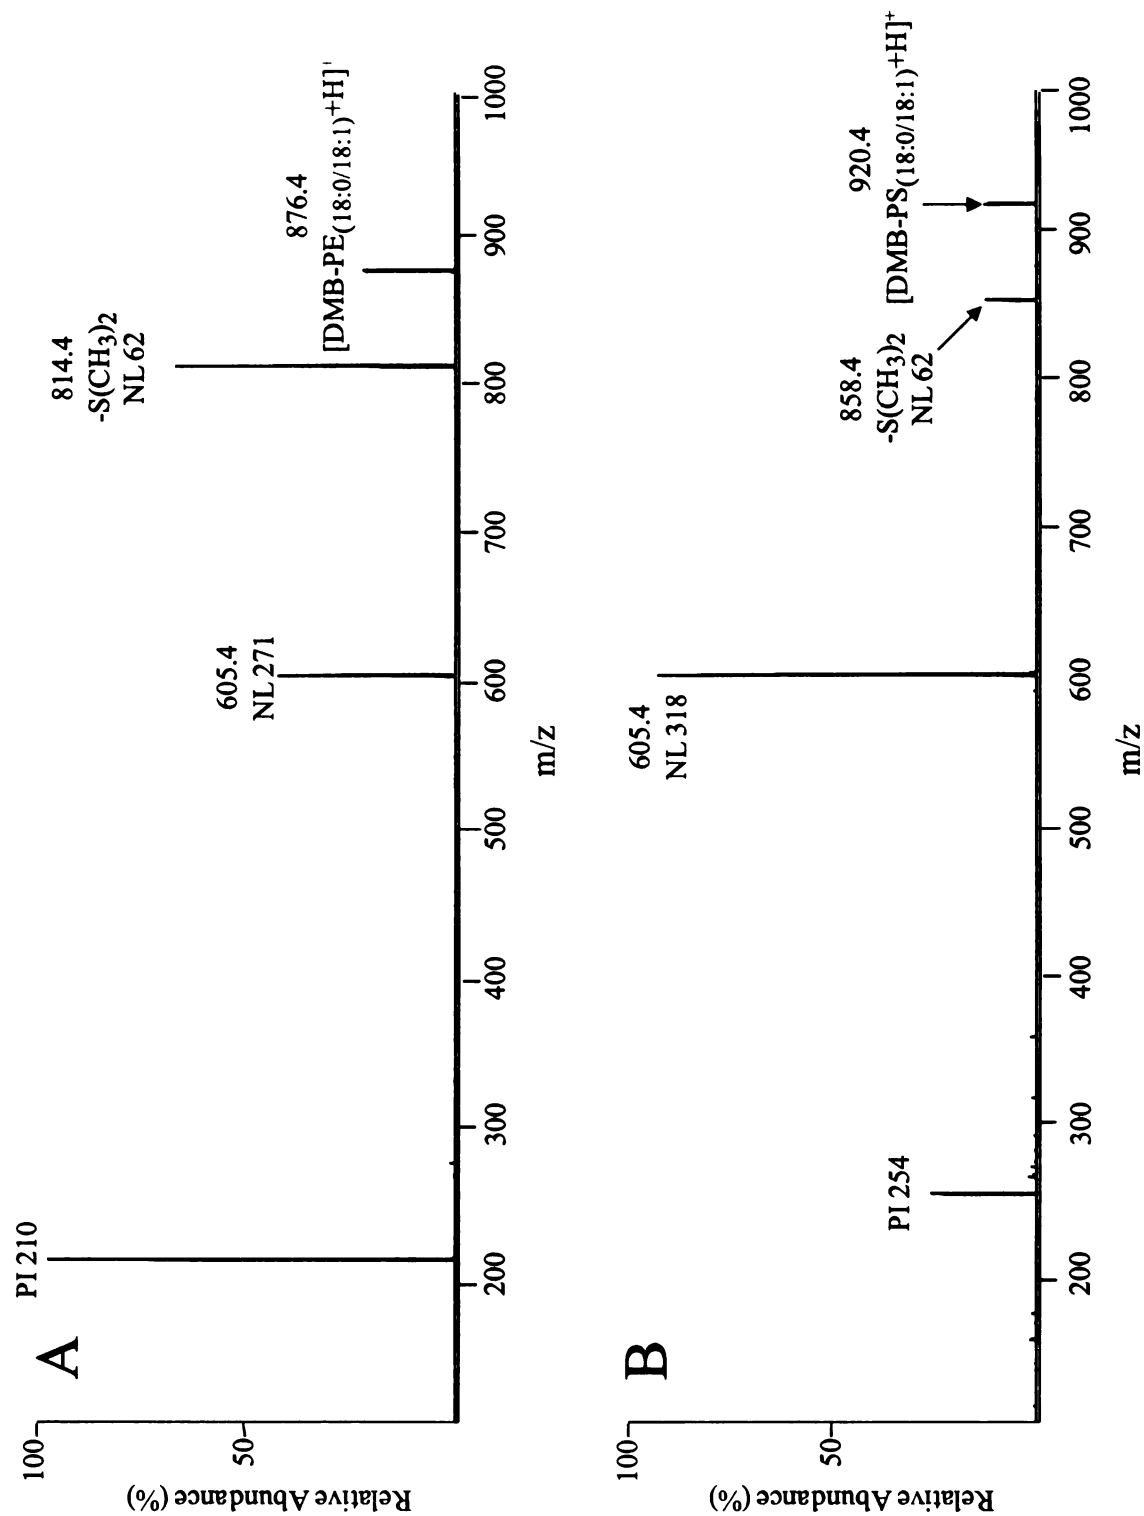 A
PI 210
605.4
NL 271
814.4
-S(CH3)2
NL 62
876.4
[DMB-PE(18:0/18:1)+H]'
Relative Abundance (%)
100
50
200
300
400
500
600
700
800
900
1000
m/z
B
PI 254
605.4
NL 318
858.4
-S(CH3)2
NL 62
920.4
[DMB-PS(18:0/18:1)+H]+
Relative Abundance (%)
100
50
200
300
400
500
600
700
800
900
1000
m/z